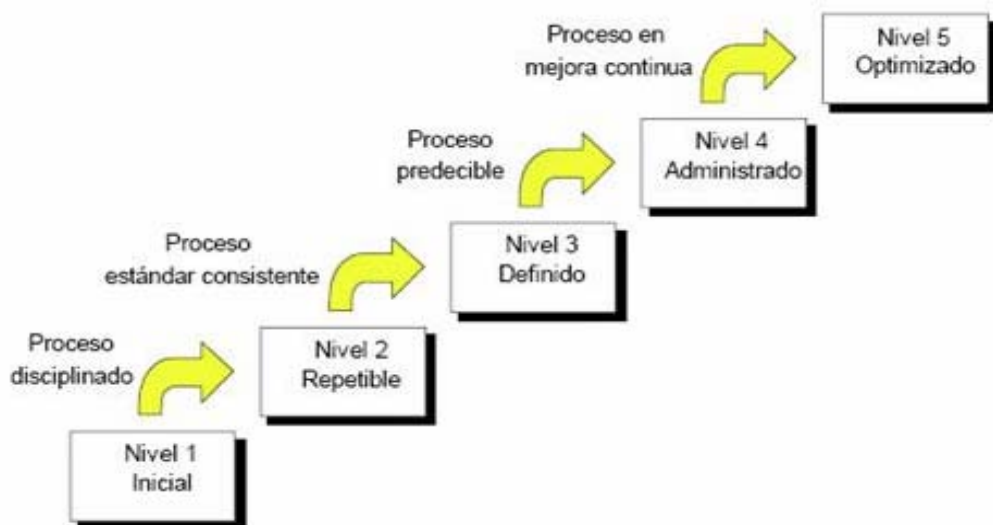 Proceso en
mejora continua
Nivel 5
Optimizado
Proceso
predecible
Nivel 4
Administrado
Proceso
estándar consistente
Nivel 3
Definido
Proceso
disciplinado
Nivel 2
Repetible
Nivel 1
Inicial